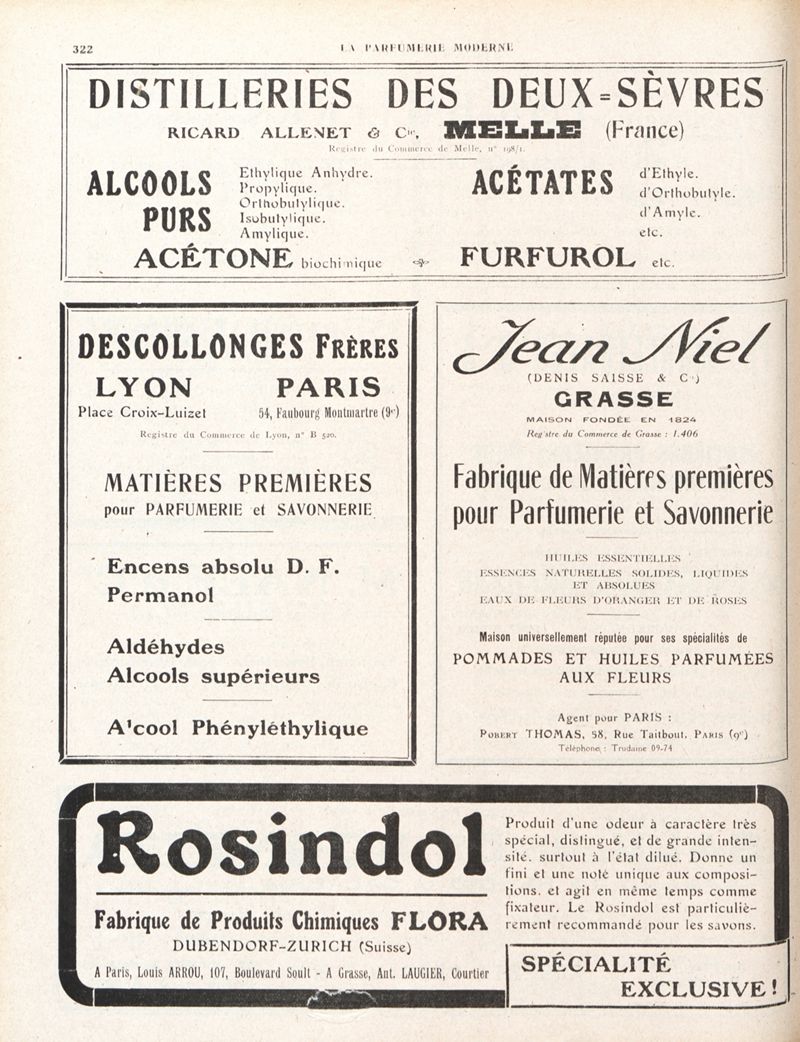 322
LA PARFUMERIE MODERNE
DISTILLERIES DES DEUX=SÈVRES
RICARD ALLENET & Cie, MELLE (France)
Registre du Commerce de Melle, n° 198/1.
ALCOOLS
PURS
Ethylique Anhydre.
Propylique.
Orthobutylique.
Isobutylique.
Amylique.
ACÉTATES
d'Ethyle.
d'Orthobutyle.
d'Amyle.
etc.
ACÉTONE biochimique
FURFUROL etc.
DESCOLLONGES FRÈRES
LYON PARIS
Place Croix-Luizet 54, Faubourg Montmartre (9e)
Registre du Commerce de Lyon, n° B 520.
MATIÈRES PREMIÈRES
pour PARFUMERIE et SAVONNERIE
Encens absolu D. F.
Permanol
Aldéhydes
Alcools supérieurs
A'cool Phényléthylique
Jean Niel
(DENIS SAISSE & Cie)
GRASSE
MAISON FONDÉE EN 1824
Reg'stre du Commerce de Grasse : 1.406
Fabrique de Matières premières
pour Parfumerie et Savonnerie
HUILES ESSENTIELLES
ESSENCES NATURELLES SOLIDES, LIQUIDES
ET ABSOLUES
EAUX DE FLEURS D'ORANGER ET DE ROSES
Maison universellement réputée pour ses spécialités de
POMMADES ET HUILES PARFUMÉES
AUX FLEURS
Agent pour PARIS :
ROBERT THOMAS, 58, Rue Taitbout, PARIS (9e)
Téléphone : Trudaine 09-74
Rosindol
Fabrique de Produits Chimiques FLORA
DUBENDORF-ZURICH (Suisse)
A Paris, Louis ARROU, 107, Boulevard Soult - A Grasse, Ant. LAUGIER, Courtier
Produit d'une odeur à caractère très
spécial, distingué, et de grande inten-
sité, surtout à l'état dilué. Donne un
fini et une note unique aux composi-
tions, et agit en même temps comme
fixateur. Le Rosindol est particuliè-
rement recommandé pour les savons.
SPÉCIALITÉ
EXCLUSIVE !